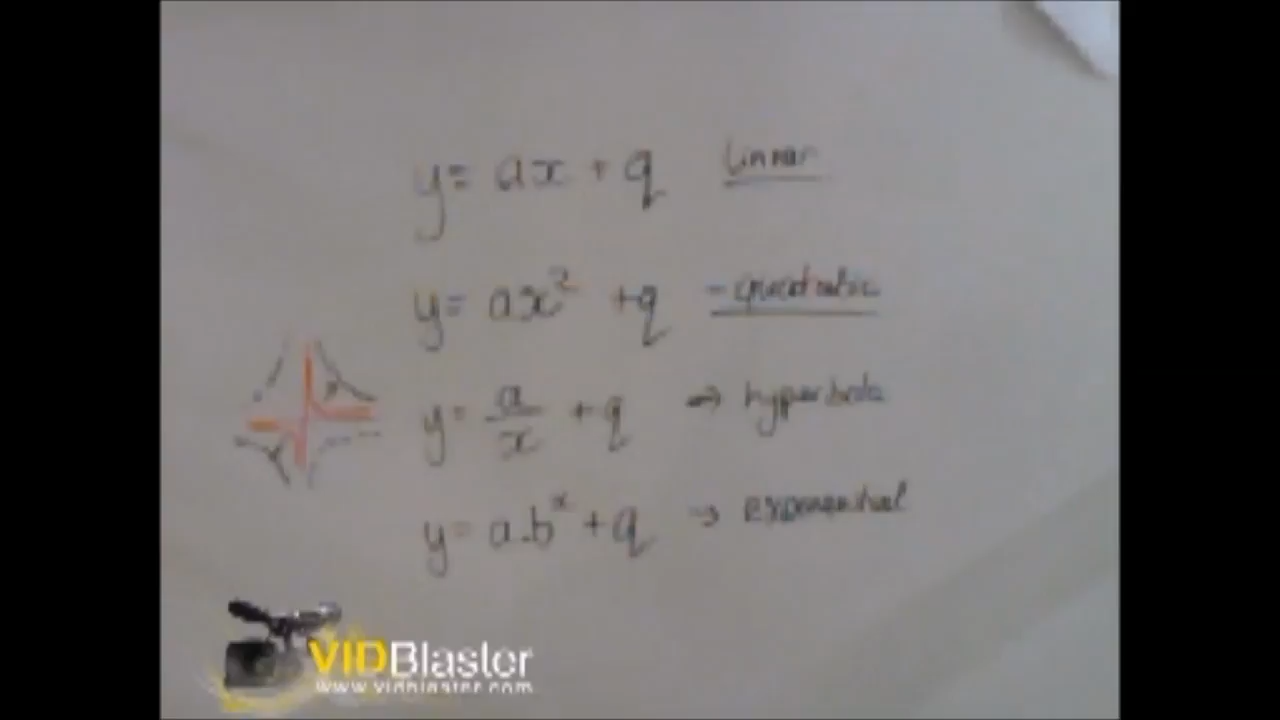 y = ax + q linear
y = ax² + q - quadratic
y = a/x + q → hyperbola
y = a.b^x + q → exponential
VIDBlaster
www.vidblaster.com